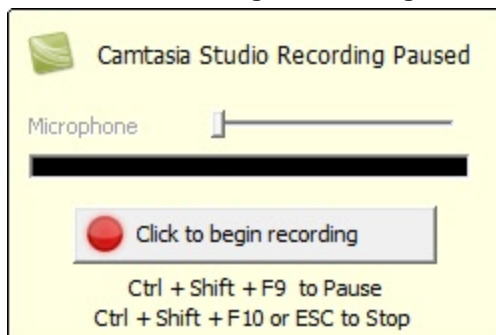 Camtasia Studio Recording Paused
Microphone
Click to begin recording
Ctrl + Shift + F9 to Pause
Ctrl + Shift + F10 or ESC to Stop